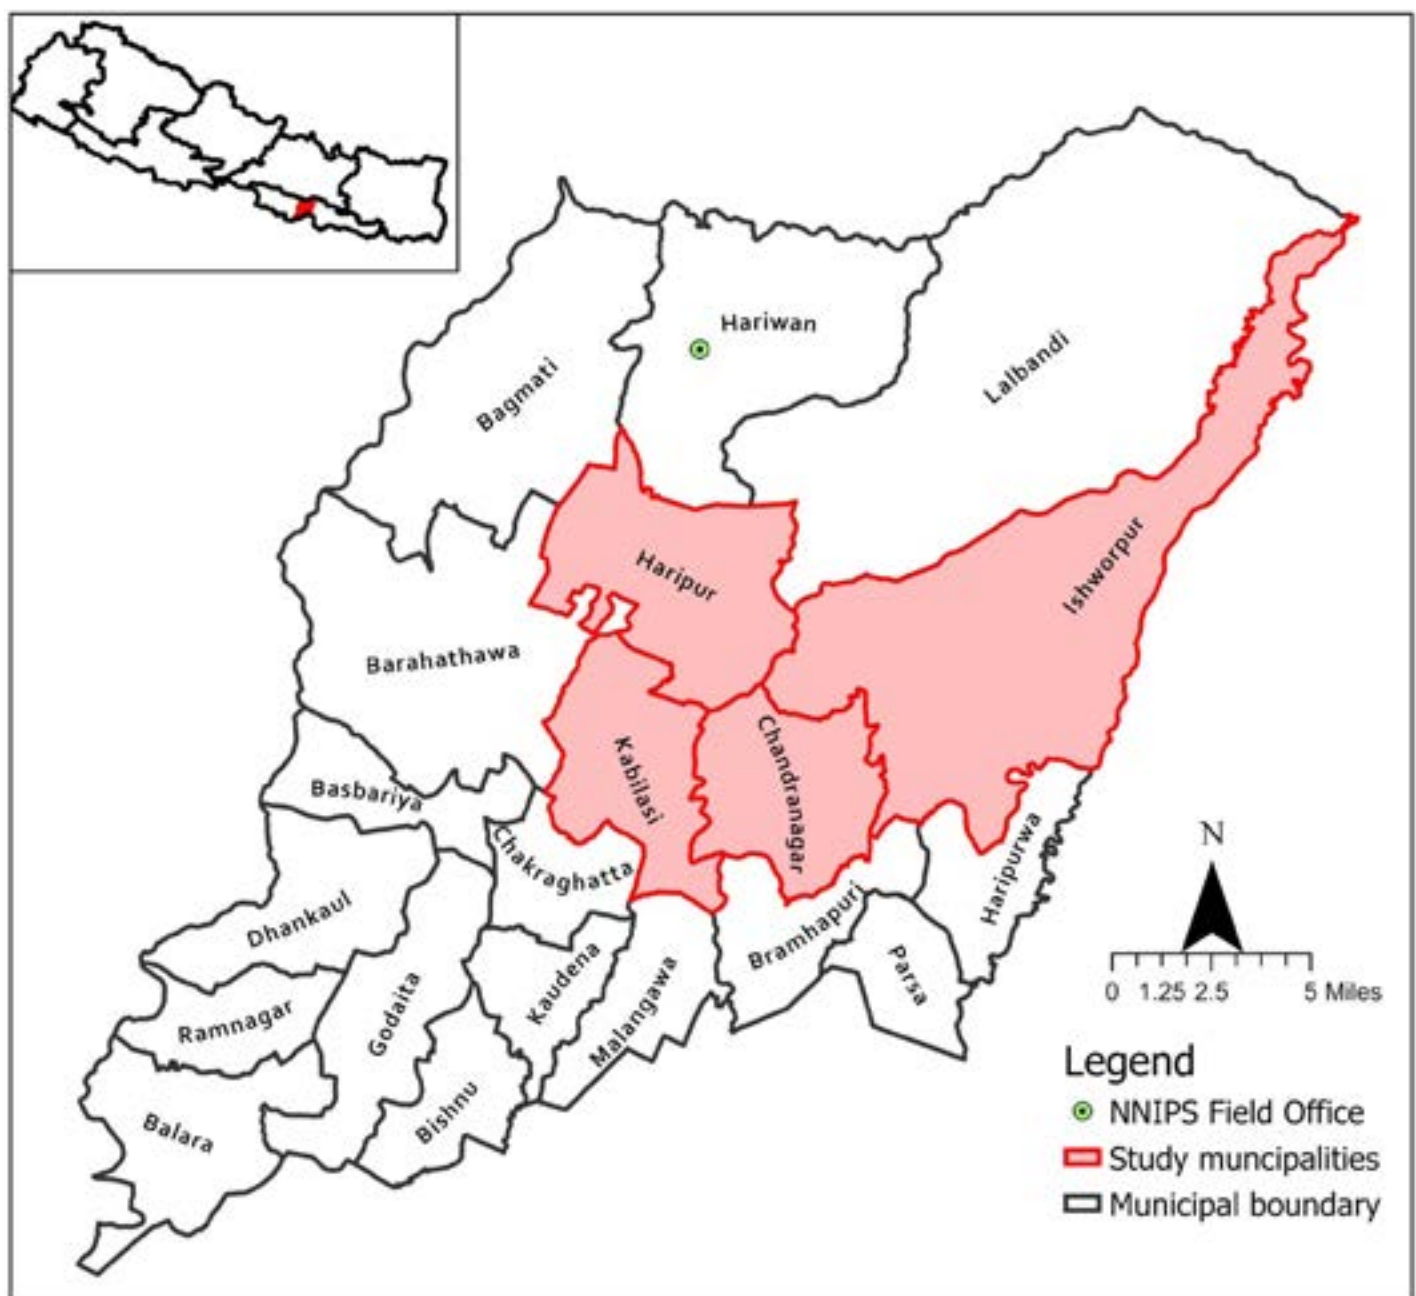 Hariwan
Lalbandi
Bagmati
Ishworpur
Haripur
Barahathawa
Chandranagar
Kabilasi
Basbariya
Chakraghatta
Haripurwa
Dhankaul
Bramhapuri
Parsa
Kaudena
Malangawa
Godaita
Ramnagar
Bishnu
Balara
N
0 1.25 2.5 5 Miles
Legend
NNIPS Field Office
Study muncipalities
Municipal boundary